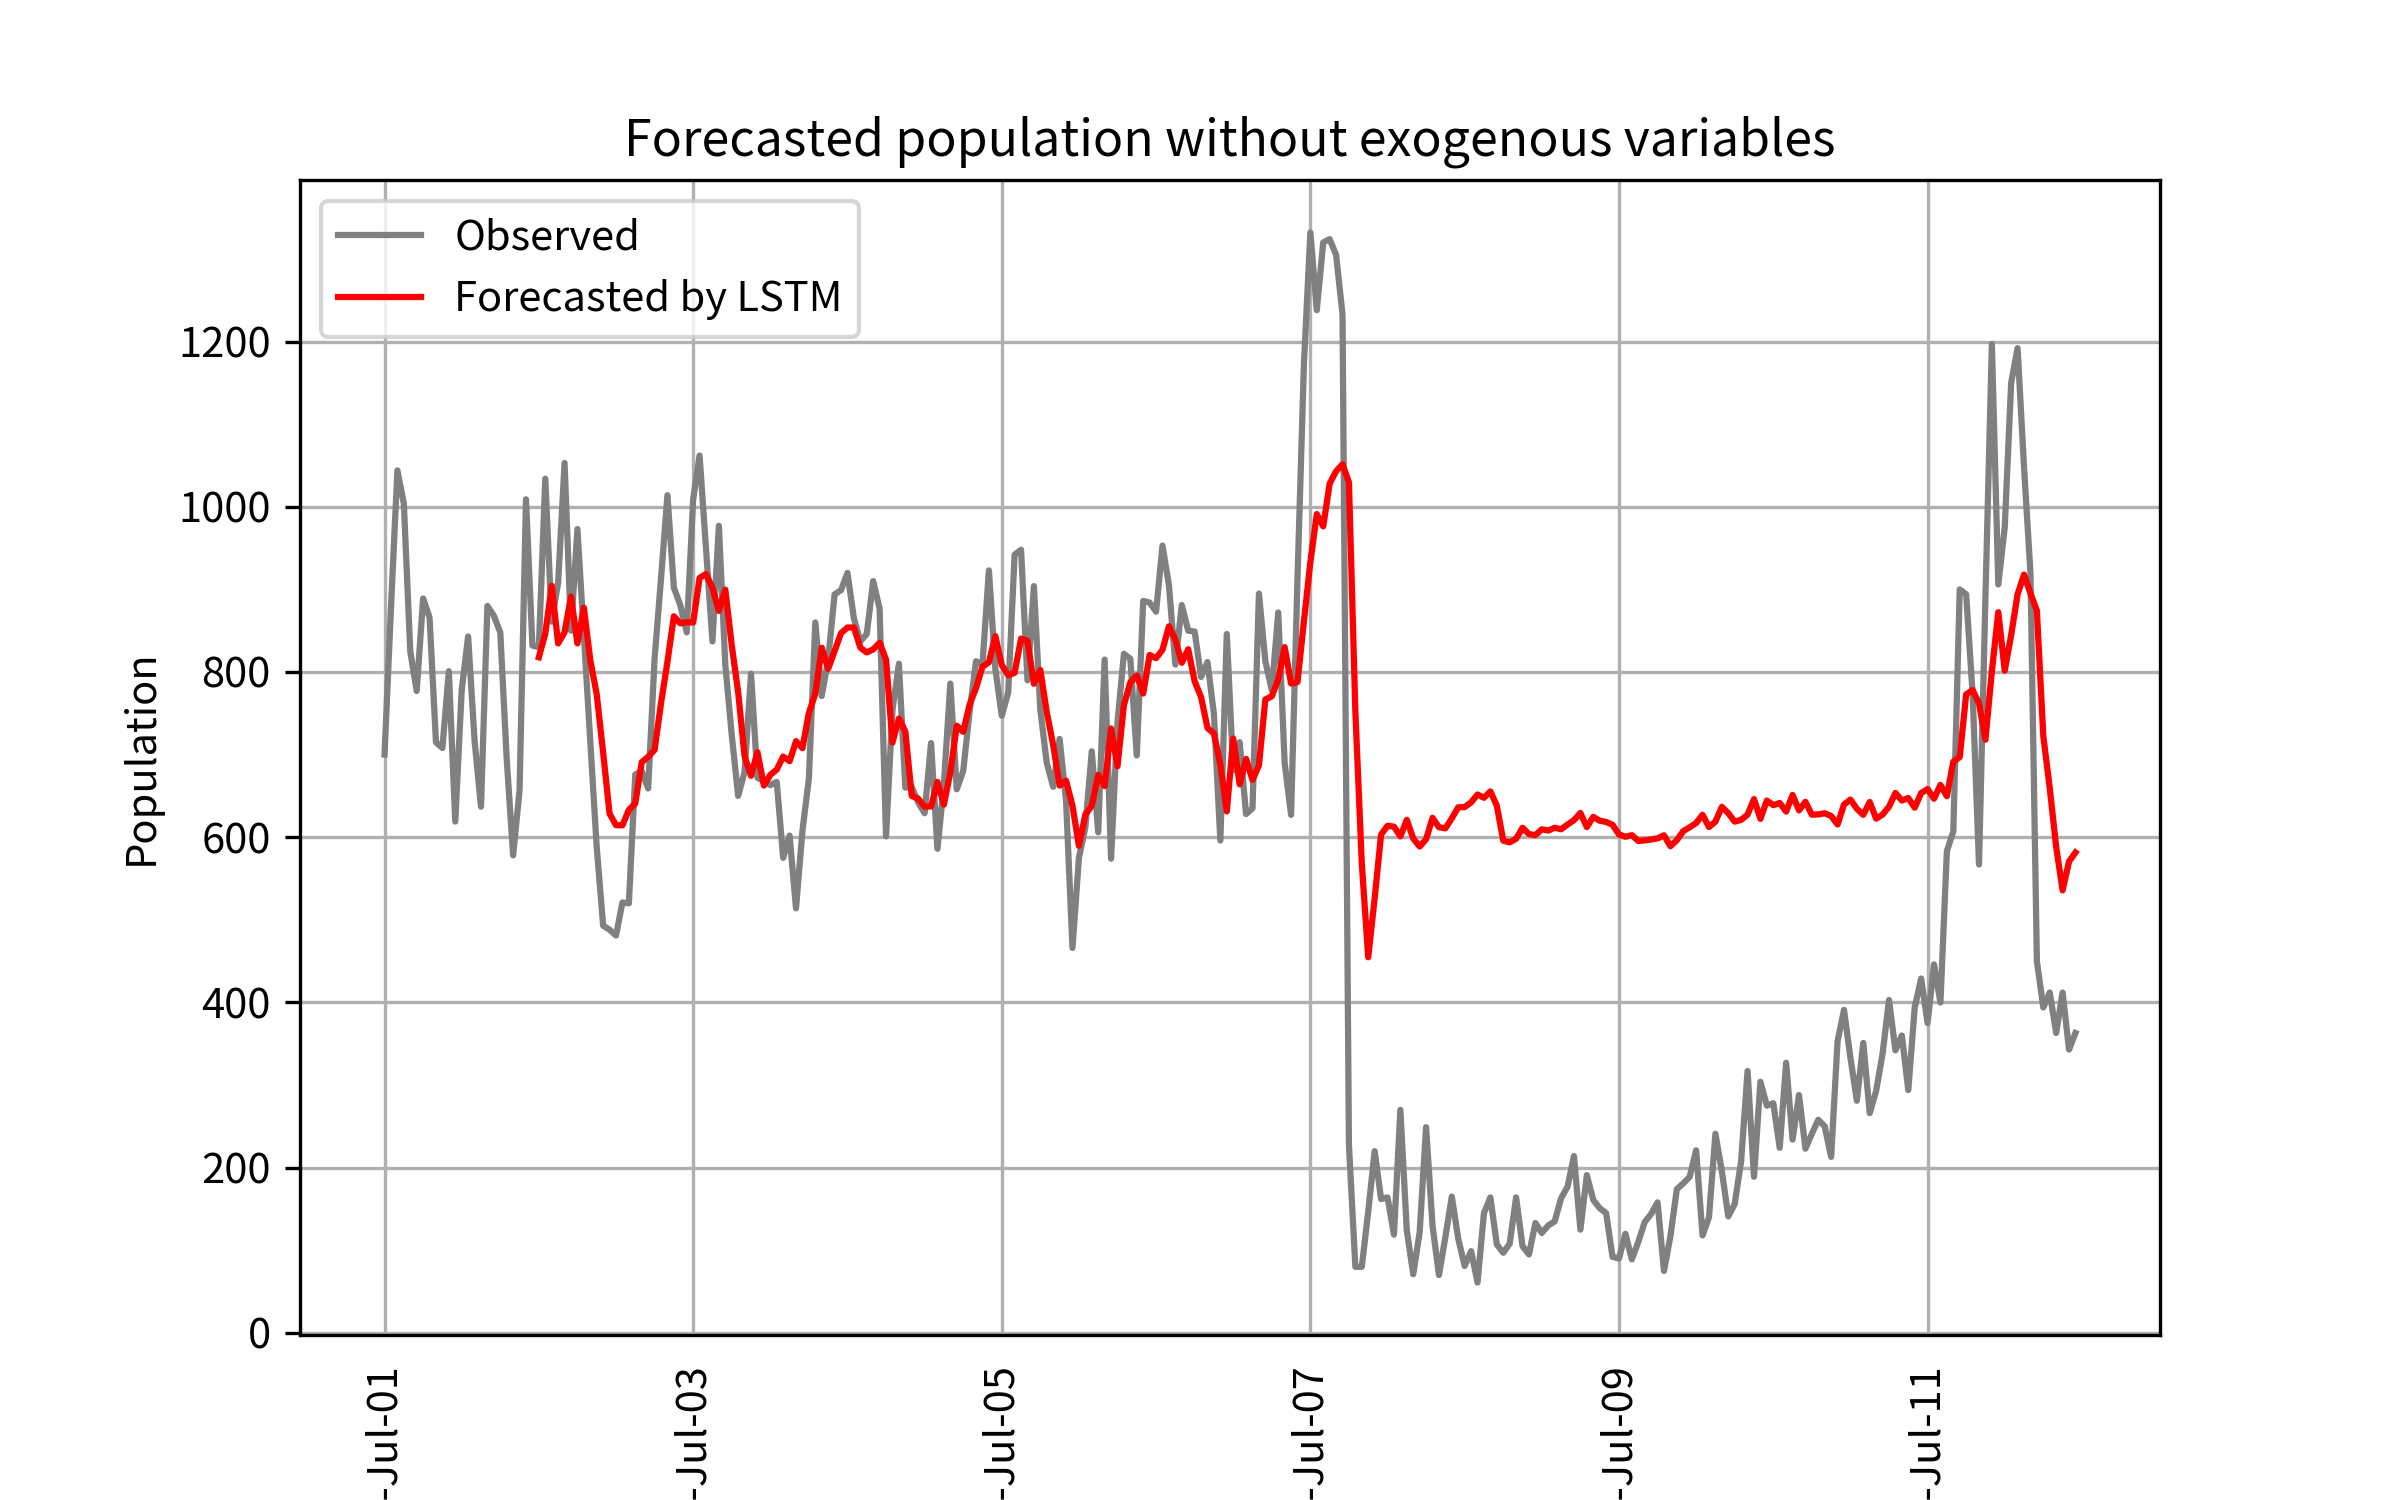 Forecasted population without exogenous variables
Observed
Forecasted by LSTM
Population
1200
1000
800
600
400
200
0
-Jul-01
-Jul-03
-Jul-05
-Jul-07
-Jul-09
-Jul-11